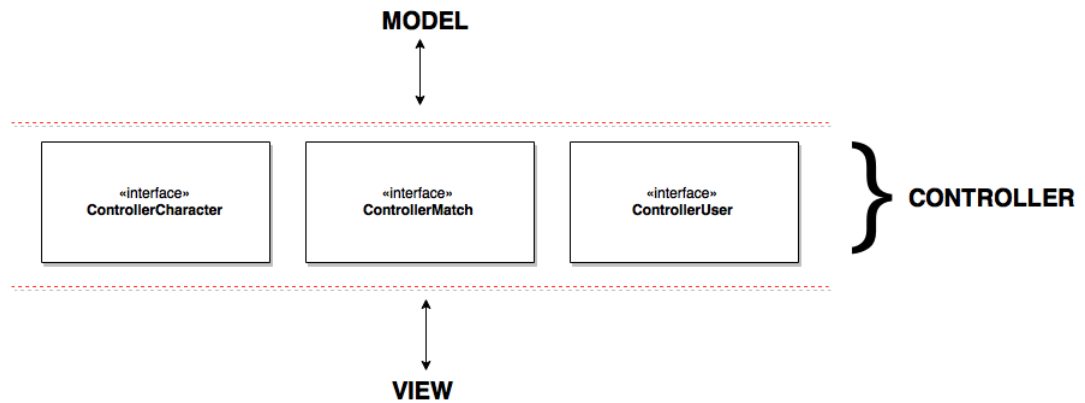 MODEL
«interface»
ControllerCharacter
«interface»
ControllerMatch
«interface»
ControllerUser
CONTROLLER
VIEW